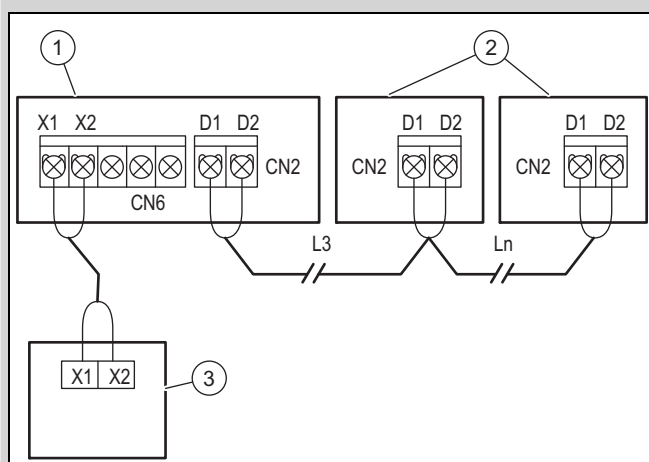 1 2
X1 X2 D1 D2 D1 D2 D1 D2
CN2 CN2 CN2
CN6
L3 Ln
X1 X2 3